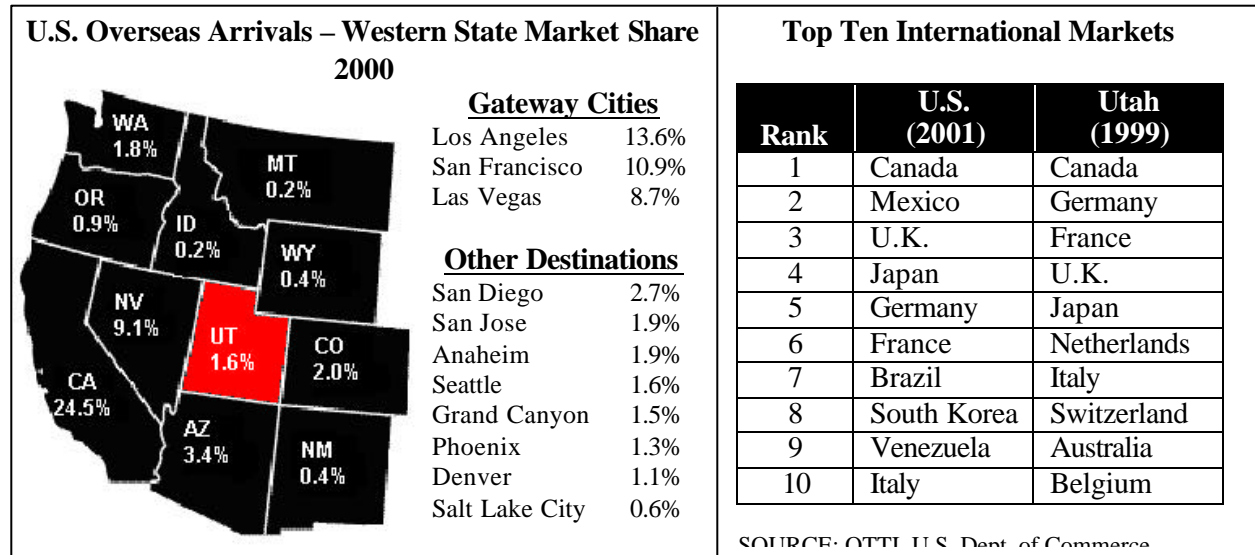 U.S. Overseas Arrivals – Western State Market Share
2000
WA
1.8%
MT
0.2%
OR
0.9%
ID
0.2%
WY
0.4%
NV
9.1%
UT
1.6%
CO
2.0%
CA
24.5%
AZ
3.4%
NM
0.4%
Gateway Cities
Los Angeles 13.6%
San Francisco 10.9%
Las Vegas 8.7%
Other Destinations
San Diego 2.7%
San Jose 1.9%
Anaheim 1.9%
Seattle 1.6%
Grand Canyon 1.5%
Phoenix 1.3%
Denver 1.1%
Salt Lake City 0.6%
Top Ten International Markets
Rank U.S. (2001) Utah (1999)
1 Canada Canada
2 Mexico Germany
3 U.K. France
4 Japan U.K.
5 Germany Japan
6 France Netherlands
7 Brazil Italy
8 South Korea Switzerland
9 Venezuela Australia
10 Italy Belgium
SOURCE: OTTI, U.S. Dept. of Commerce